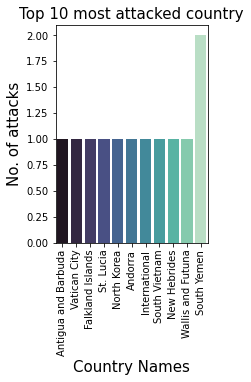 Top 10 most attacked country
No. of attacks
2.00
1.75
1.50
1.25
1.00
0.75
0.50
0.25
0.00
Antigua and Barbuda
Vatican City
Falkland Islands
St. Lucia
North Korea
Andorra
International
South Vietnam
New Hebrides
Wallis and Futuna
South Yemen
Country Names